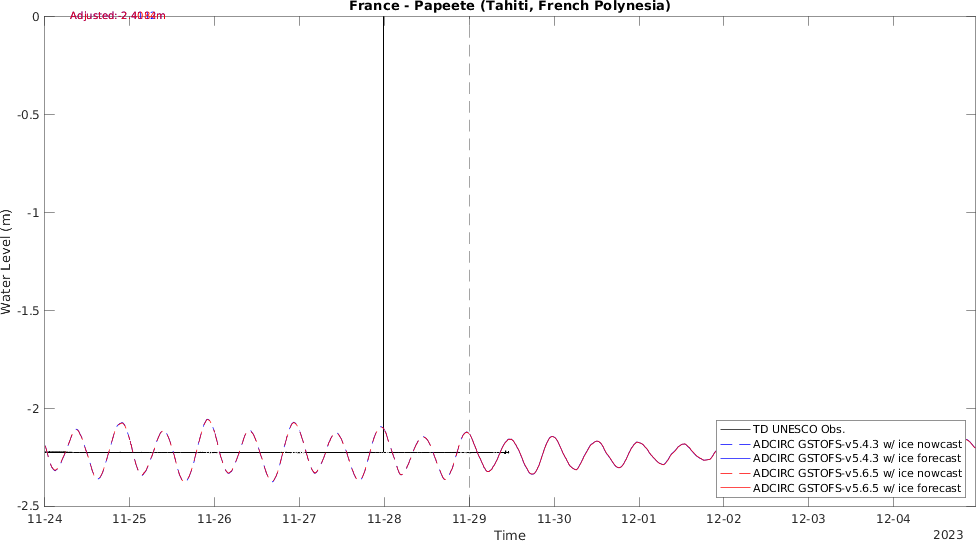 France - Papeete (Tahiti, French Polynesia)
0
-0.5
-1
-1.5
-2
-2.5
Water Level (m)
TD UNESCO Obs.
ADCIRC GSTOFS-v5.4.3 w/ ice nowcast
ADCIRC GSTOFS-v5.4.3 w/ ice forecast
ADCIRC GSTOFS-v5.6.5 w/ ice nowcast
ADCIRC GSTOFS-v5.6.5 w/ ice forecast
11-24 11-25 11-26 11-27 11-28 11-29 11-30 12-01 12-02 12-03 12-04
Time
2023
Adjusted: